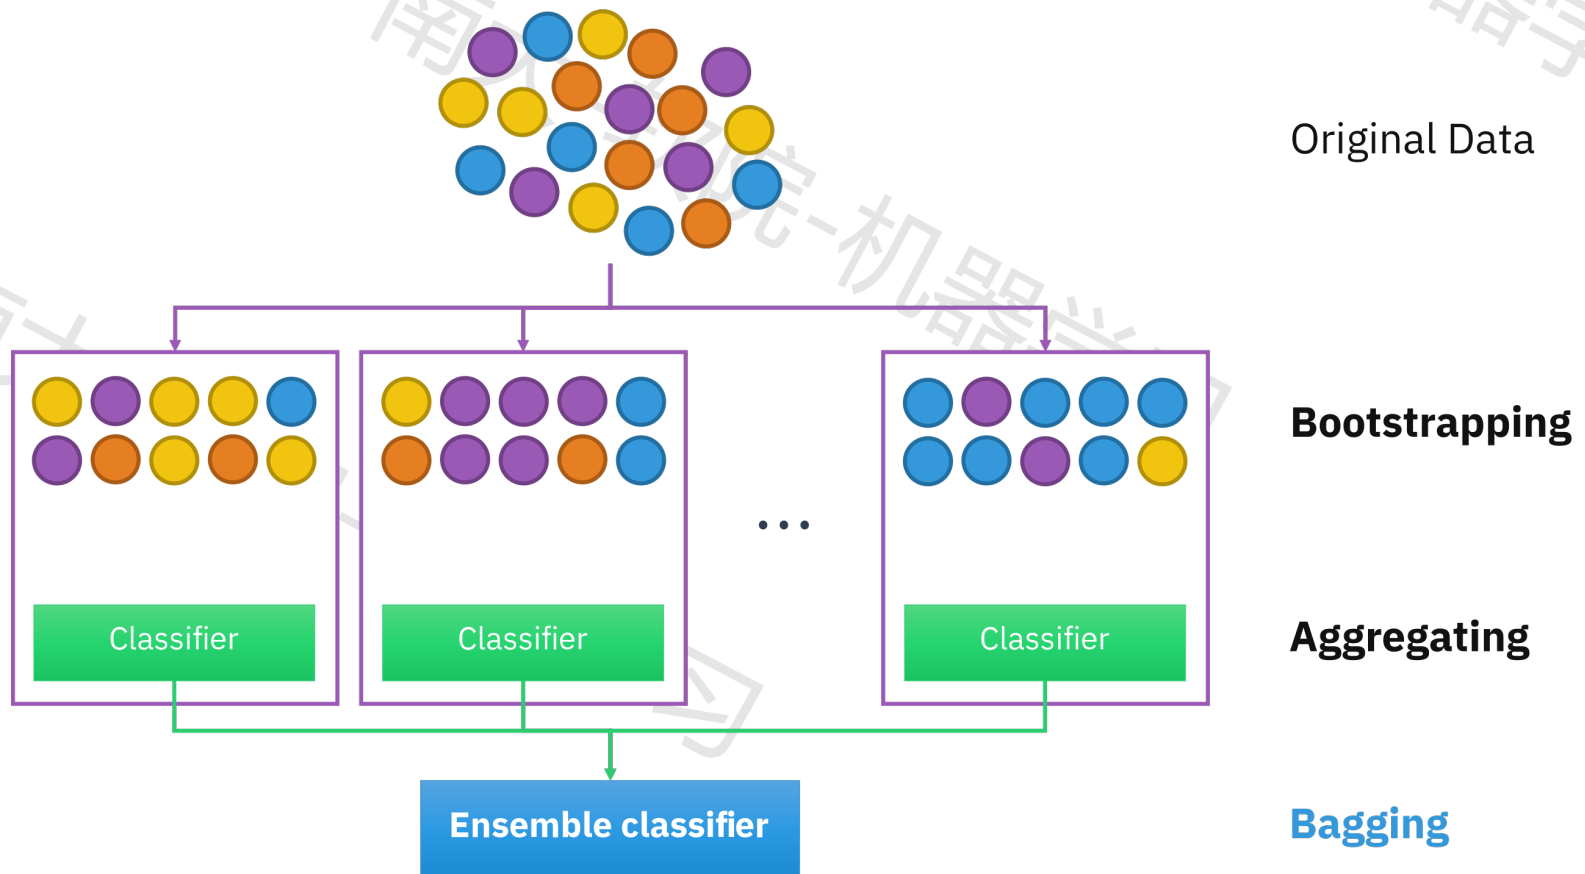 Original Data
Bootstrapping
...
Classifier
Classifier
Classifier
Aggregating
Ensemble classifier
Bagging